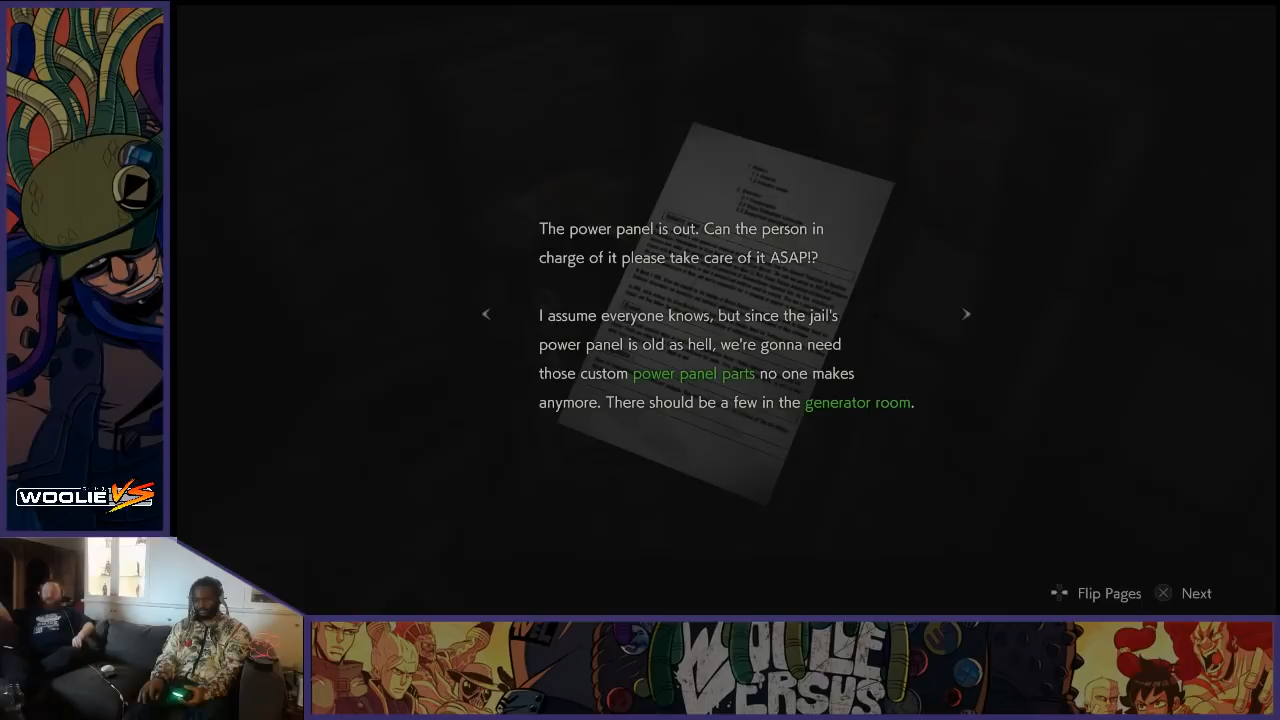 The power panel is out. Can the person in
charge of it please take care of it ASAP!?
I assume everyone knows, but since the jail's
power panel is old as hell, we're gonna need
those custom power panel parts no one makes
anymore. There should be a few in the generator room.
Flip Pages
Next
WOOLIE VS
WOOLIE
VERSUS